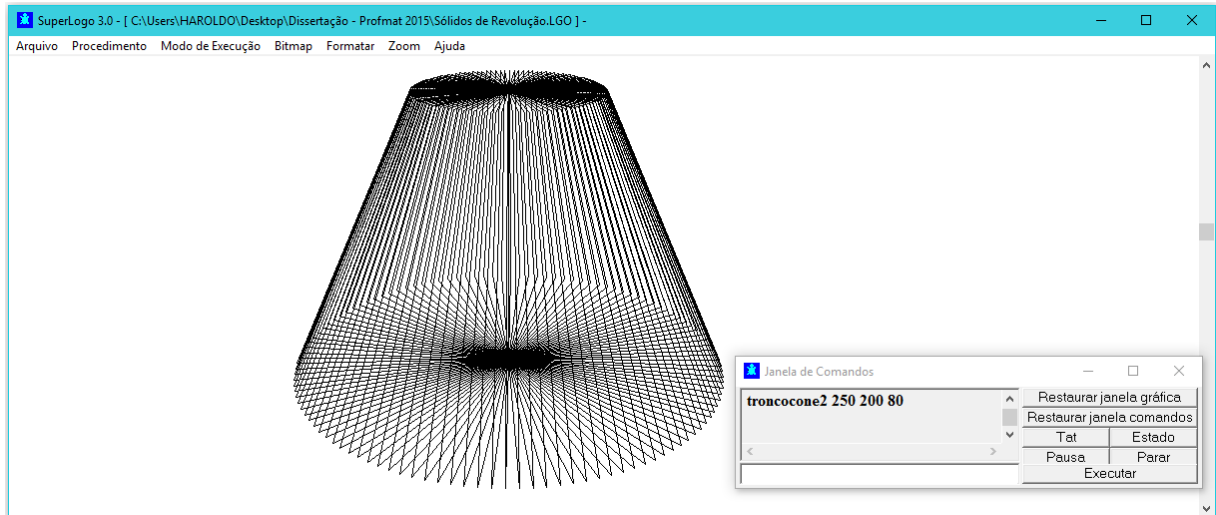 SuperLogo 3.0 - [ C:\Users\HAROLDO\Desktop\Dissertação - Profmat 2015\Sólidos de Revolução.LGO ] -
Arquivo Procedimento Modo de Execução Bitmap Formatar Zoom Ajuda
Janela de Comandos
troncocone2 250 200 80
Restaurar janela gráfica
Restaurar janela comandos
Tat Estado
Pausa Parar
Executar